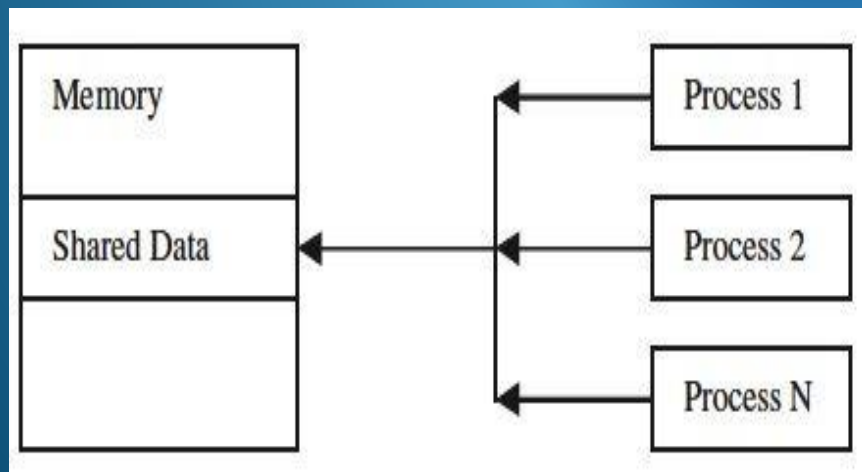 Memory
Shared Data
Process 1
Process 2
Process N